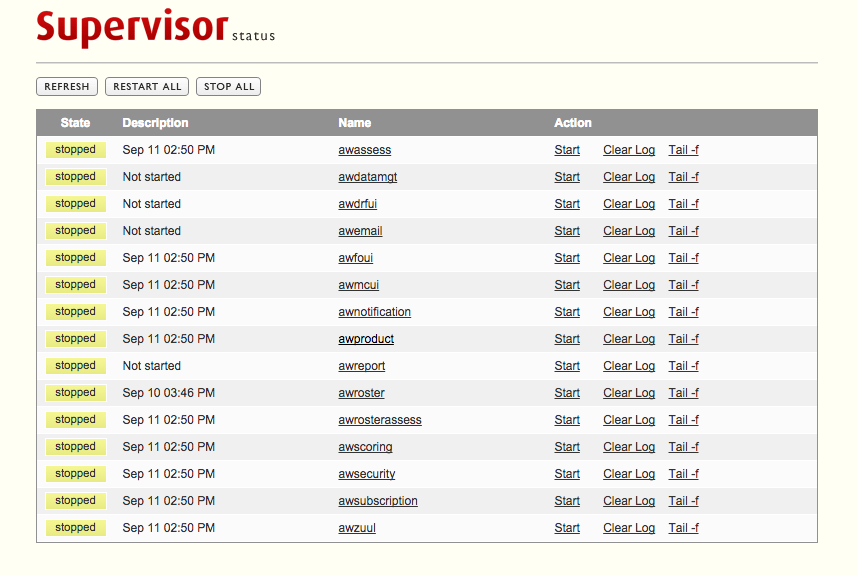 Supervisor status
REFRESH RESTART ALL STOP ALL
State Description Name Action
stopped Sep 11 02:50 PM awassess Start Clear Log Tail -f
stopped Not started awdatamgt Start Clear Log Tail -f
stopped Not started awdrfui Start Clear Log Tail -f
stopped Not started awemail Start Clear Log Tail -f
stopped Sep 11 02:50 PM awfoui Start Clear Log Tail -f
stopped Sep 11 02:50 PM awmcui Start Clear Log Tail -f
stopped Sep 11 02:50 PM awnotification Start Clear Log Tail -f
stopped Sep 11 02:50 PM awproduct Start Clear Log Tail -f
stopped Not started awreport Start Clear Log Tail -f
stopped Sep 10 03:46 PM awroster Start Clear Log Tail -f
stopped Sep 11 02:50 PM awrosterassess Start Clear Log Tail -f
stopped Sep 11 02:50 PM awscoring Start Clear Log Tail -f
stopped Sep 11 02:50 PM awsecurity Start Clear Log Tail -f
stopped Sep 11 02:50 PM awsubscription Start Clear Log Tail -f
stopped Sep 11 02:50 PM awzuul Start Clear Log Tail -f